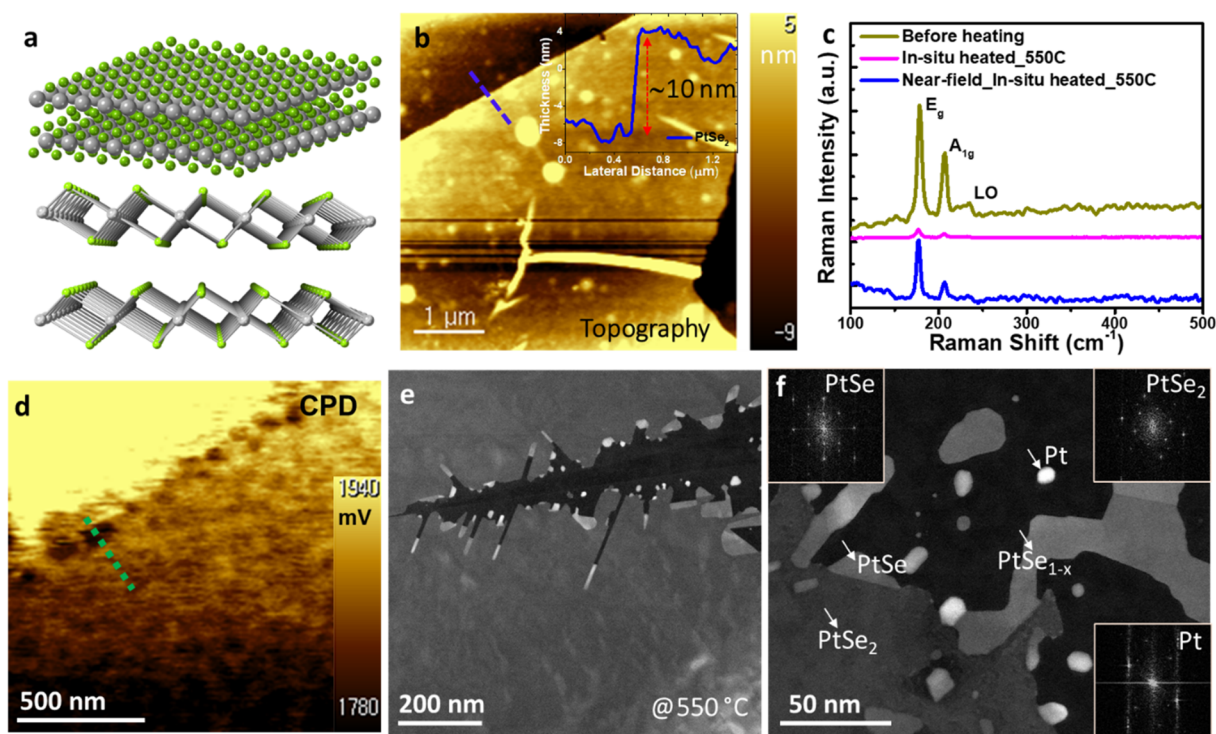 a
b
5
nm
−9
Thickness (nm)
4
0
-4
-8
~10 nm
PtSe2
0.0
0.4
0.8
1.2
Lateral Distance (μm)
1 μm
Topography
c
Before heating
In-situ heated_550C
Near-field_In-situ heated_550C
Eg
A1g
LO
Raman Intensity (a.u.)
100
200
300
400
500
Raman Shift (cm-1)
d
CPD
1940
mV
1780
500 nm
e
200 nm
@550 °C
f
PtSe
PtSe2
Pt
PtSe
PtSe1-x
PtSe2
Pt
50 nm